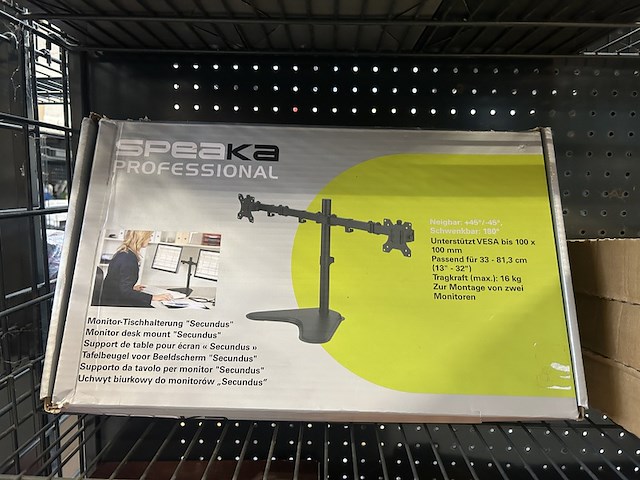 SPEAKA
PROFESSIONAL
Neigbar: +45°/-45°,
Schwenkbar: 180°
Unterstützt VESA bis 100 x
100 mm
Passend für 33 - 81,3 cm
(13" - 32")
Tragkraft (max.): 16 kg
Zur Montage von zwei
Monitoren
Monitor-Tischhalterung "Secundus"
Monitor desk mount "Secundus"
Support de table pour écran « Secundus »
Tafelbeugel voor Beeldscherm "Secundus"
Supporto da tavolo per monitor "Secundus"
Uchwyt biurkowy do monitorów „Secundus"